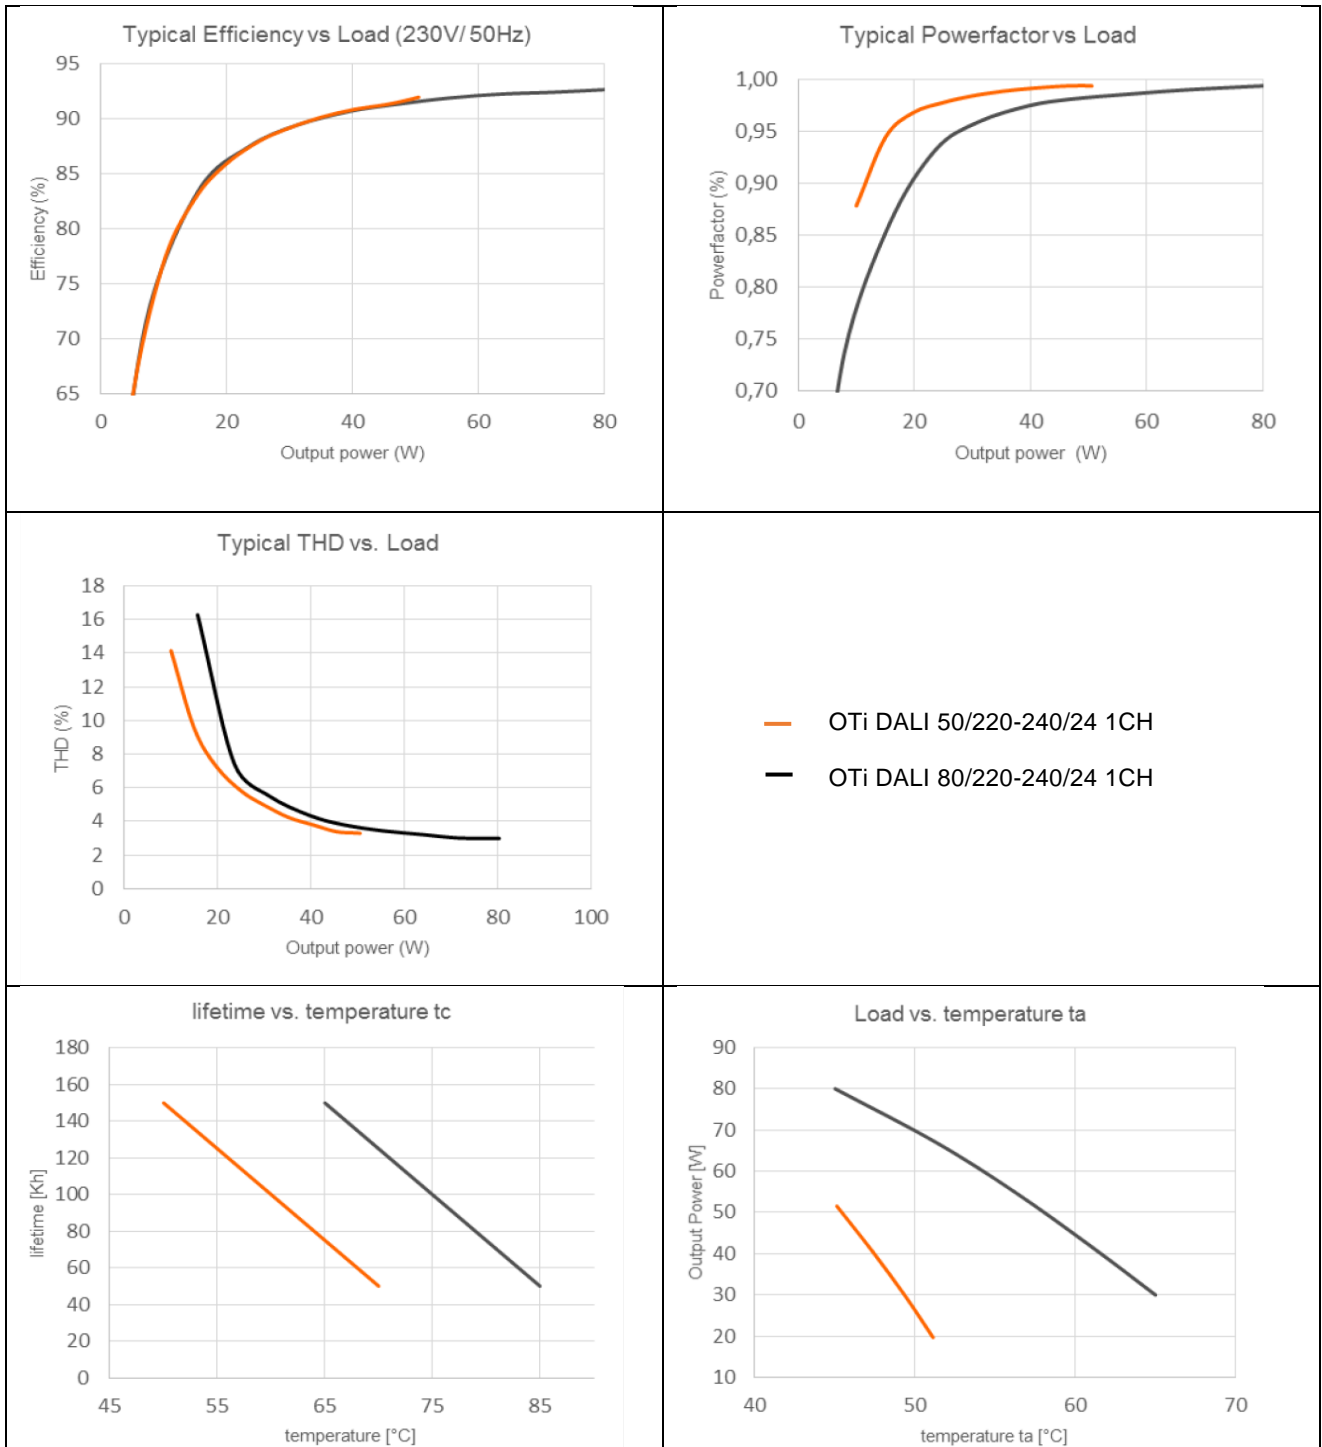 Typical Efficiency vs Load (230V/ 50Hz)
95
90
85
80
75
70
65
Efficiency (%)
0 20 40 60 80
Output power (W)
Typical Powerfactor vs Load
1,00
0,95
0,90
0,85
0,80
0,75
0,70
Powerfactor (%)
0 20 40 60 80
Output power (W)
Typical THD vs. Load
18
16
14
12
10
8
6
4
2
0
THD (%)
0 20 40 60 80 100
Output power (W)
OTi DALI 50/220-240/24 1CH
OTi DALI 80/220-240/24 1CH
lifetime vs. temperature tc
180
160
140
120
100
80
60
40
20
0
lifetime [Kh]
45 55 65 75 85
temperature [°C]
Load vs. temperature ta
90
80
70
60
50
40
30
20
10
Output Power [W]
40 50 60 70
temperature ta [°C]